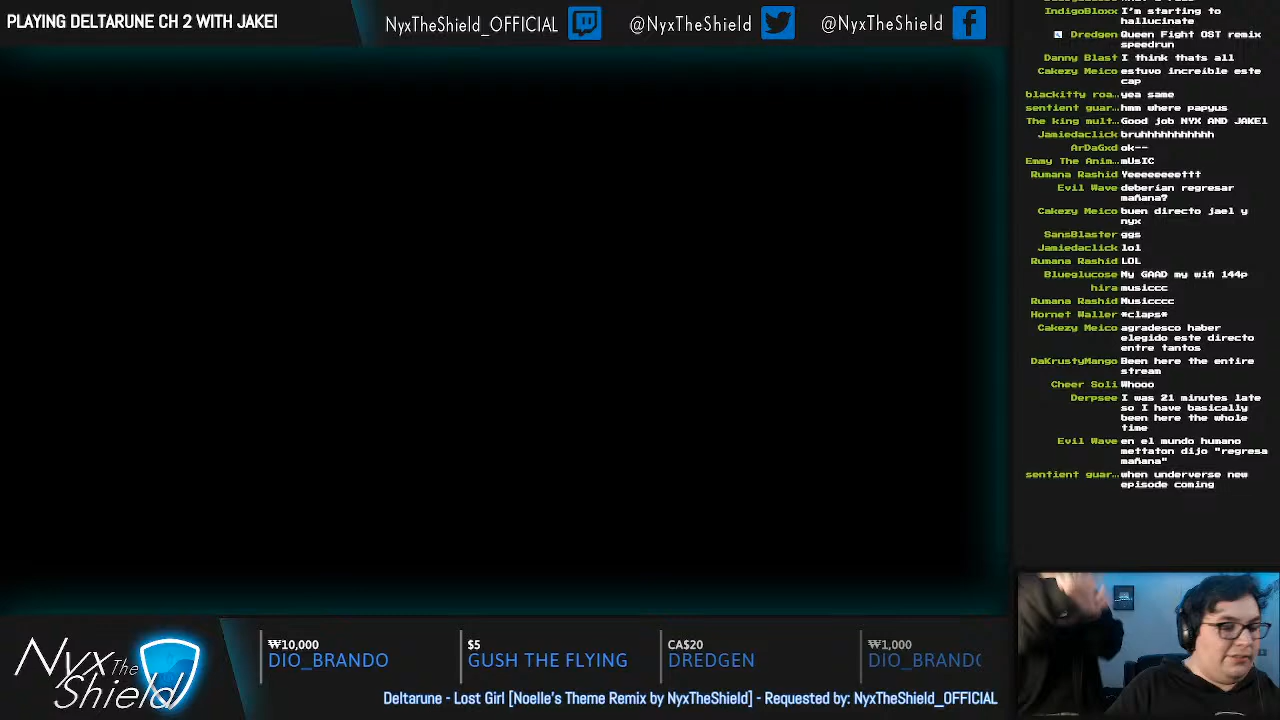 PLAYING DELTARUNE CH 2 WITH JAKEI
NyxTheShield_OFFICIAL
@NyxTheShield
@NyxTheShield
IndigoBloxx I'm starting to
hallucinate
Dredgen Queen Fight OST remix
speedrun
Danny Blast I think thats all
Cakezy Meico estuvo increíble este
cap
blackitty roa… yea same
sentient guar… hmm where papyus
The king mult… Good job NYX AND JAKEI
Jamiedaclick bruhhhhhhhhhh
ArDaGxd ok--
Emmy The Anim… mUsIC
Rumana Rashid Yeeeeeeeettt
Evil Wave deberían regresar
mañana?
Cakezy Meico buen directo jael y
nyx
SansBlaster ggs
Jamiedaclick lol
Rumana Rashid LOL
Blueglucose My GAAD my wifi 144p
hira musiccc
Rumana Rashid Musicccc
Hornet Waller *claps*
Cakezy Meico agradesco haber
elegido este directo
entre tantos
DaKrustyMango Been here the entire
stream
Cheer Soli Whooo
Derpsee I was 21 minutes late
so I have basically
been here the whole
time
Evil Wave en el mundo humano
mettaton dijo "regresa
mañana"
sentient guar… when underverse new
episode coming
Nyx The
Shield
₩10,000
DIO_BRANDO
$5
GUSH THE FLYING
CA$20
DREDGEN
₩1,000
DIO_BRANDO
Deltarune - Lost Girl [Noelle's Theme Remix by NyxTheShield] - Requested by: NyxTheShield_OFFICIAL